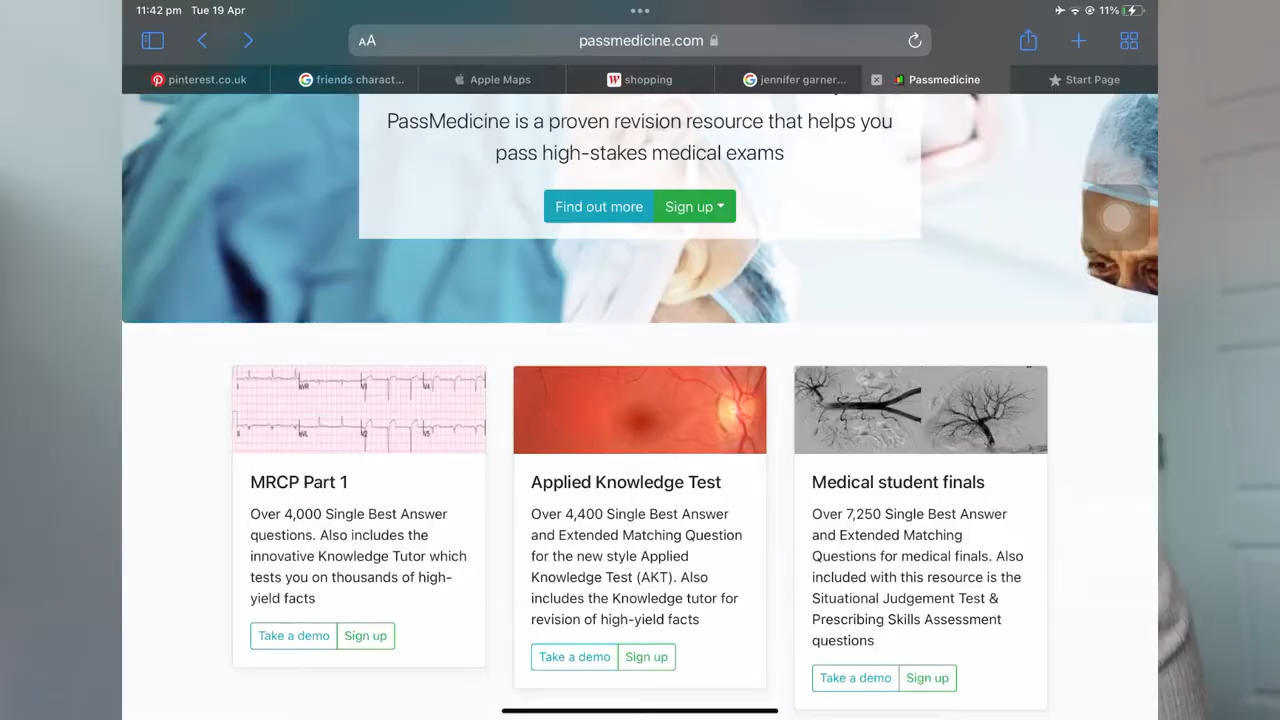 11:42 pm Tue 19 Apr
11%
AA
passmedicine.com
pinterest.co.uk
friends charact...
Apple Maps
shopping
jennifer garner...
Passmedicine
Start Page
PassMedicine is a proven revision resource that helps you
pass high-stakes medical exams
Find out more
Sign up
MRCP Part 1
Over 4,000 Single Best Answer
questions. Also includes the
innovative Knowledge Tutor which
tests you on thousands of high-
yield facts
Take a demo
Sign up
Applied Knowledge Test
Over 4,400 Single Best Answer
and Extended Matching Question
for the new style Applied
Knowledge Test (AKT). Also
includes the Knowledge tutor for
revision of high-yield facts
Take a demo
Sign up
Medical student finals
Over 7,250 Single Best Answer
and Extended Matching
Questions for medical finals. Also
included with this resource is the
Situational Judgement Test &
Prescribing Skills Assessment
questions
Take a demo
Sign up